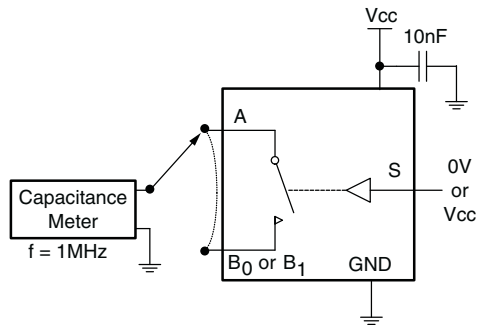 Vcc
10nF
A
S
0V
or
Vcc
Capacitance
Meter
f = 1MHz
B0 or B1
GND